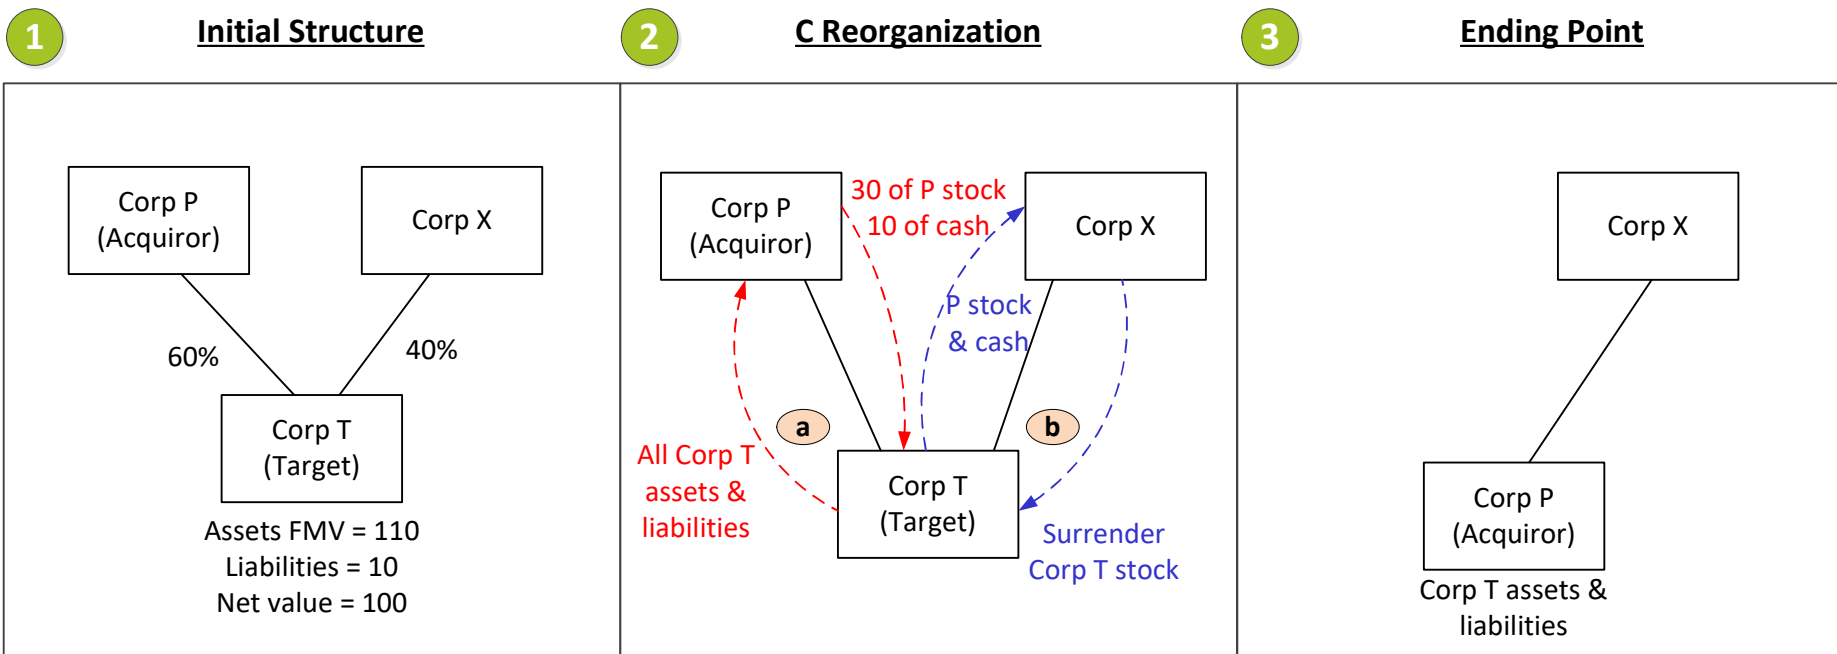 1
Initial Structure
Corp P
(Acquiror)
Corp X
60%
40%
Corp T
(Target)
Assets FMV = 110
Liabilities = 10
Net value = 100
2
C Reorganization
Corp P
(Acquiror)
30 of P stock
10 of cash
Corp X
P stock
& cash
a
b
All Corp T
assets &
liabilities
Corp T
(Target)
Surrender
Corp T stock
3
Ending Point
Corp X
Corp P
(Acquiror)
Corp T assets &
liabilities